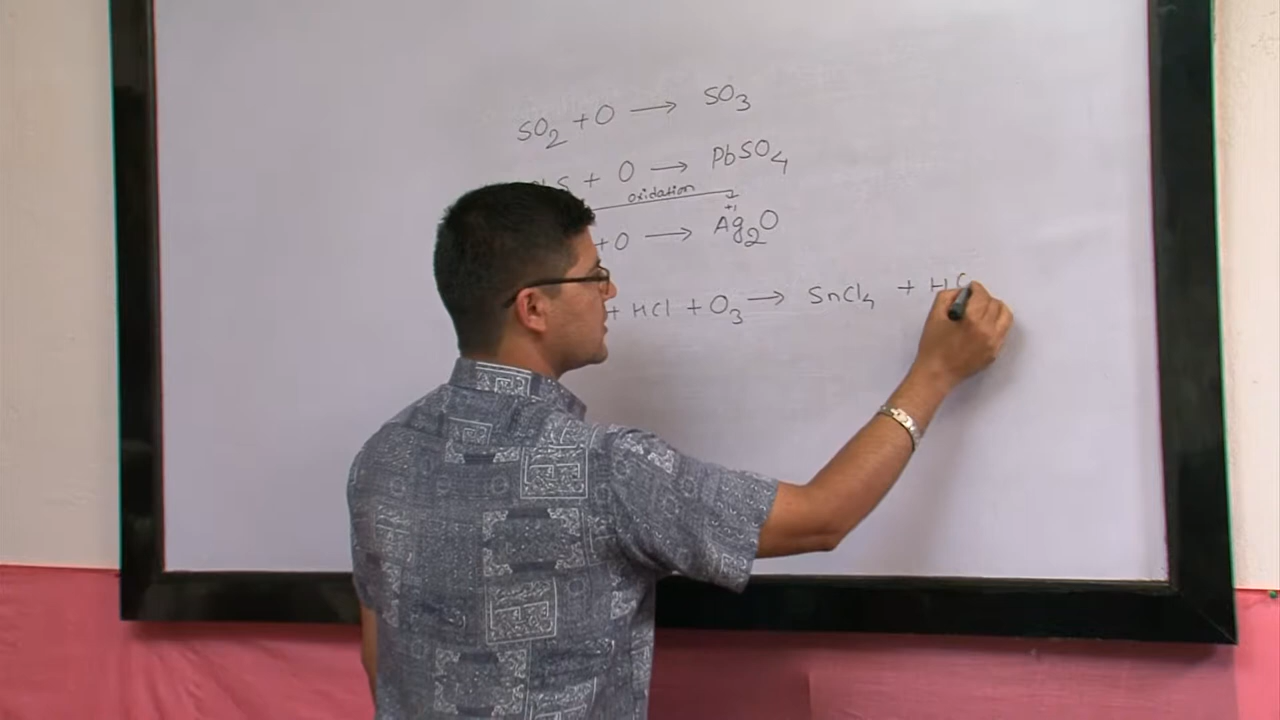 SO₂ + O ⟶ SO₃
S + O ⟶ PbSO₄
oxidation
+1
+ O ⟶ Ag₂O
+ HCl + O₃ ⟶ SnCl₄ + H